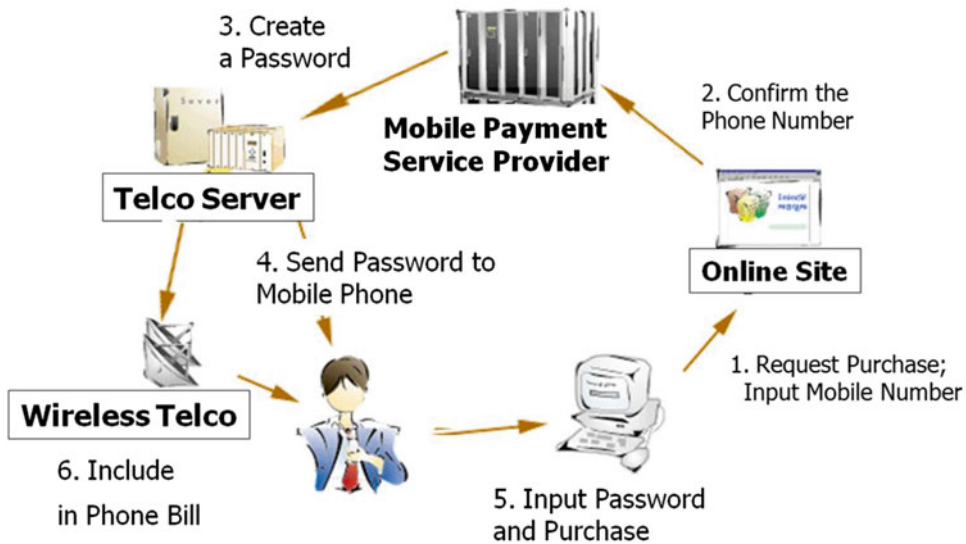 3. Create
a Password
2. Confirm the
Phone Number
Mobile Payment
Service Provider
Telco Server
4. Send Password to
Mobile Phone
Online Site
1. Request Purchase;
Input Mobile Number
Wireless Telco
6. Include
in Phone Bill
5. Input Password
and Purchase